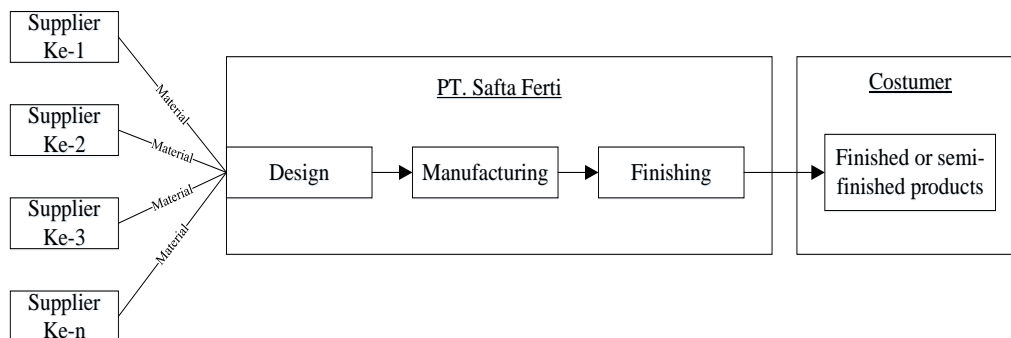 Supplier
Ke-1
Material
Supplier
Ke-2
Material
Supplier
Ke-3
Material
Supplier
Ke-n
Material
PT. Safta Ferti
Design
Manufacturing
Finishing
Costumer
Finished or semi-
finished products